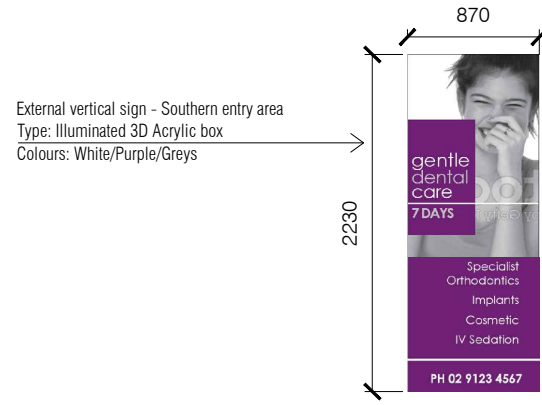 870
External vertical sign - Southern entry area
Type: Illuminated 3D Acrylic box
Colours: White/Purple/Greys
2230
gentle
dental
care
7 DAYS
Specialist
Orthodontics
Implants
Cosmetic
IV Sedation
PH 02 9123 4567